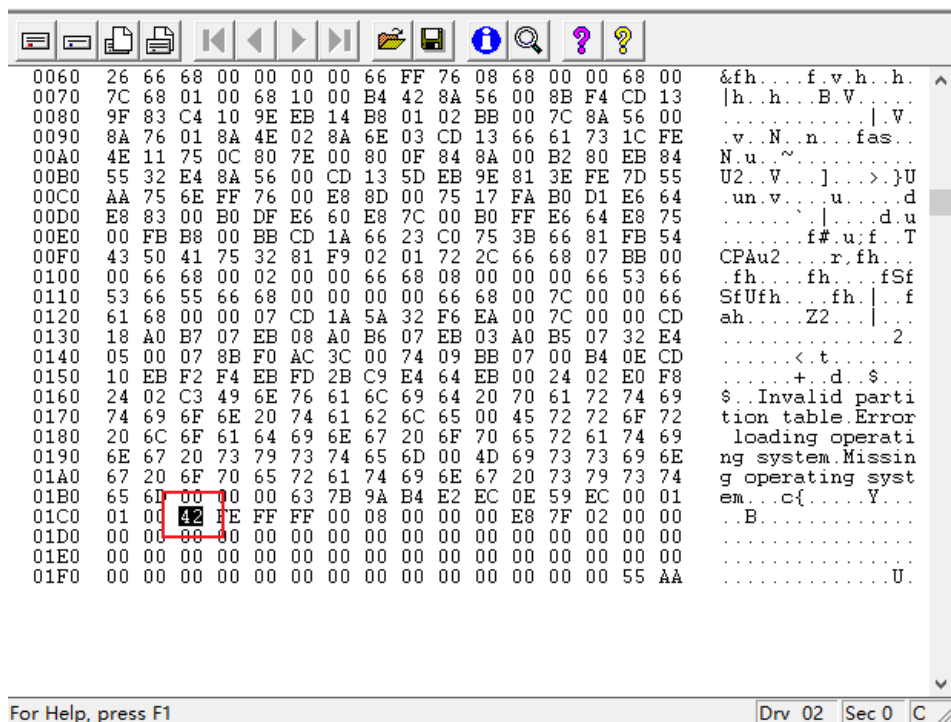 0060 26 66 68 00 00 00 00 66 FF 76 08 68 00 00 68 00 &fh....f.v.h..h.
0070 7C 68 01 00 68 10 00 B4 42 8A 56 00 8B F4 CD 13 |h..h...B.V.....
0080 9F 83 C4 10 9E EB 14 B8 01 02 BB 00 7C 8A 56 00 ............|.V.
0090 8A 76 01 8A 4E 02 8A 6E 03 CD 13 66 61 73 1C FE .v..N..n...fas..
00A0 4E 11 75 0C 80 7E 00 80 0F 84 8A 00 B2 80 EB 84 N.u..~..........
00B0 55 32 E4 8A 56 00 CD 13 5D EB 9E 81 3E FE 7D 55 U2..V...]...>.}U
00C0 AA 75 6E FF 76 00 E8 8D 00 75 17 FA B0 D1 E6 64 .un.v....u.....d
00D0 E8 83 00 B0 DF E6 60 E8 7C 00 B0 FF E6 64 E8 75 ......`.|....d.u
00E0 00 FB B8 00 BB CD 1A 66 23 C0 75 3B 66 81 FB 54 .......f#.u;f..T
00F0 43 50 41 75 32 81 F9 02 01 72 2C 66 68 07 BB 00 CPAu2....r,fh...
0100 00 66 68 00 02 00 00 66 68 08 00 00 00 66 53 66 .fh....fh....fSf
0110 53 66 55 66 68 00 00 00 00 66 68 00 7C 00 00 66 SfUfh....fh.|..f
0120 61 68 00 00 07 CD 1A 5A 32 F6 EA 00 7C 00 00 CD ah.....Z2...|...
0130 18 A0 B7 07 EB 08 A0 B6 07 EB 03 A0 B5 07 32 E4 ..............2.
0140 05 00 07 8B F0 AC 3C 00 74 09 BB 07 00 B4 0E CD ......<.t.......
0150 10 EB F2 F4 EB FD 2B C9 E4 64 EB 00 24 02 E0 F8 ......+..d..$...
0160 24 02 C3 49 6E 76 61 6C 69 64 20 70 61 72 74 69 $..Invalid parti
0170 74 69 6F 6E 20 74 61 62 6C 65 00 45 72 72 6F 72 tion table.Error
0180 20 6C 6F 61 64 69 6E 67 20 6F 70 65 72 61 74 69 loading operati
0190 6E 67 20 73 79 73 74 65 6D 00 4D 69 73 73 69 6E ng system.Missin
01A0 67 20 6F 70 65 72 61 74 69 6E 67 20 73 79 73 74 g operating syst
01B0 65 6D 00 00 00 63 7B 9A B4 E2 EC 0E 59 EC 00 01 em...c{.....Y...
01C0 01 00 42 FE FF FF 00 08 00 00 00 E8 7F 02 00 00 ..B.............
01D0 00 00 00 00 00 00 00 00 00 00 00 00 00 00 00 00 ................
01E0 00 00 00 00 00 00 00 00 00 00 00 00 00 00 00 00 ................
01F0 00 00 00 00 00 00 00 00 00 00 00 00 00 00 55 AA ..............U.
For Help, press F1 Drv 02 Sec 0 C